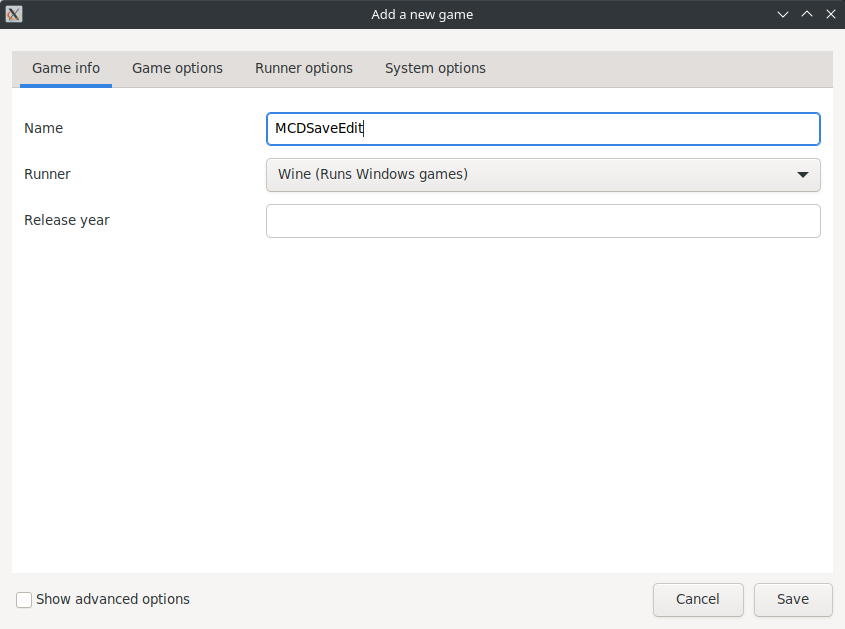 Add a new game
Game info Game options Runner options System options
Name MCDSaveEdit
Runner Wine (Runs Windows games)
Release year
Show advanced options Cancel Save